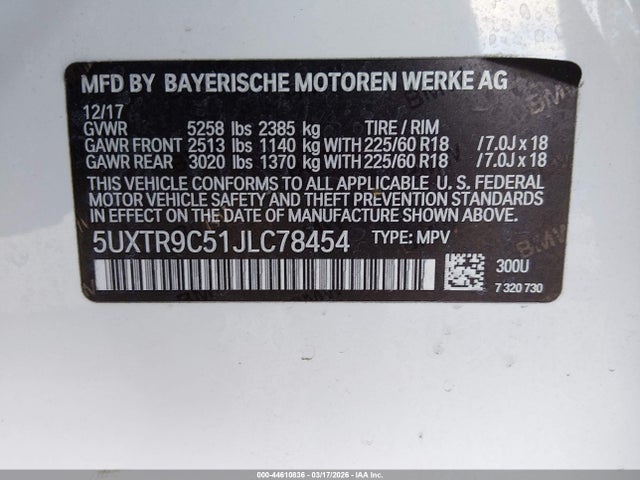 MFD BY BAYERISCHE MOTOREN WERKE AG
12/17
GVWR 5258 lbs 2385 kg TIRE / RIM
GAWR FRONT 2513 lbs 1140 kg WITH 225/60 R18 /7.0J x 18
GAWR REAR 3020 lbs 1370 kg WITH 225/60 R18 /7.0J x 18
THIS VEHICLE CONFORMS TO ALL APPLICABLE U. S. FEDERAL
MOTOR VEHICLE SAFETY AND THEFT PREVENTION STANDARDS
IN EFFECT ON THE DATE OF MANUFACTURE SHOWN ABOVE.
5UXTR9C51JLC78454 TYPE: MPV
300U
7 320 730
000-44610836 - 03/17/2026 - IAAI Inc.